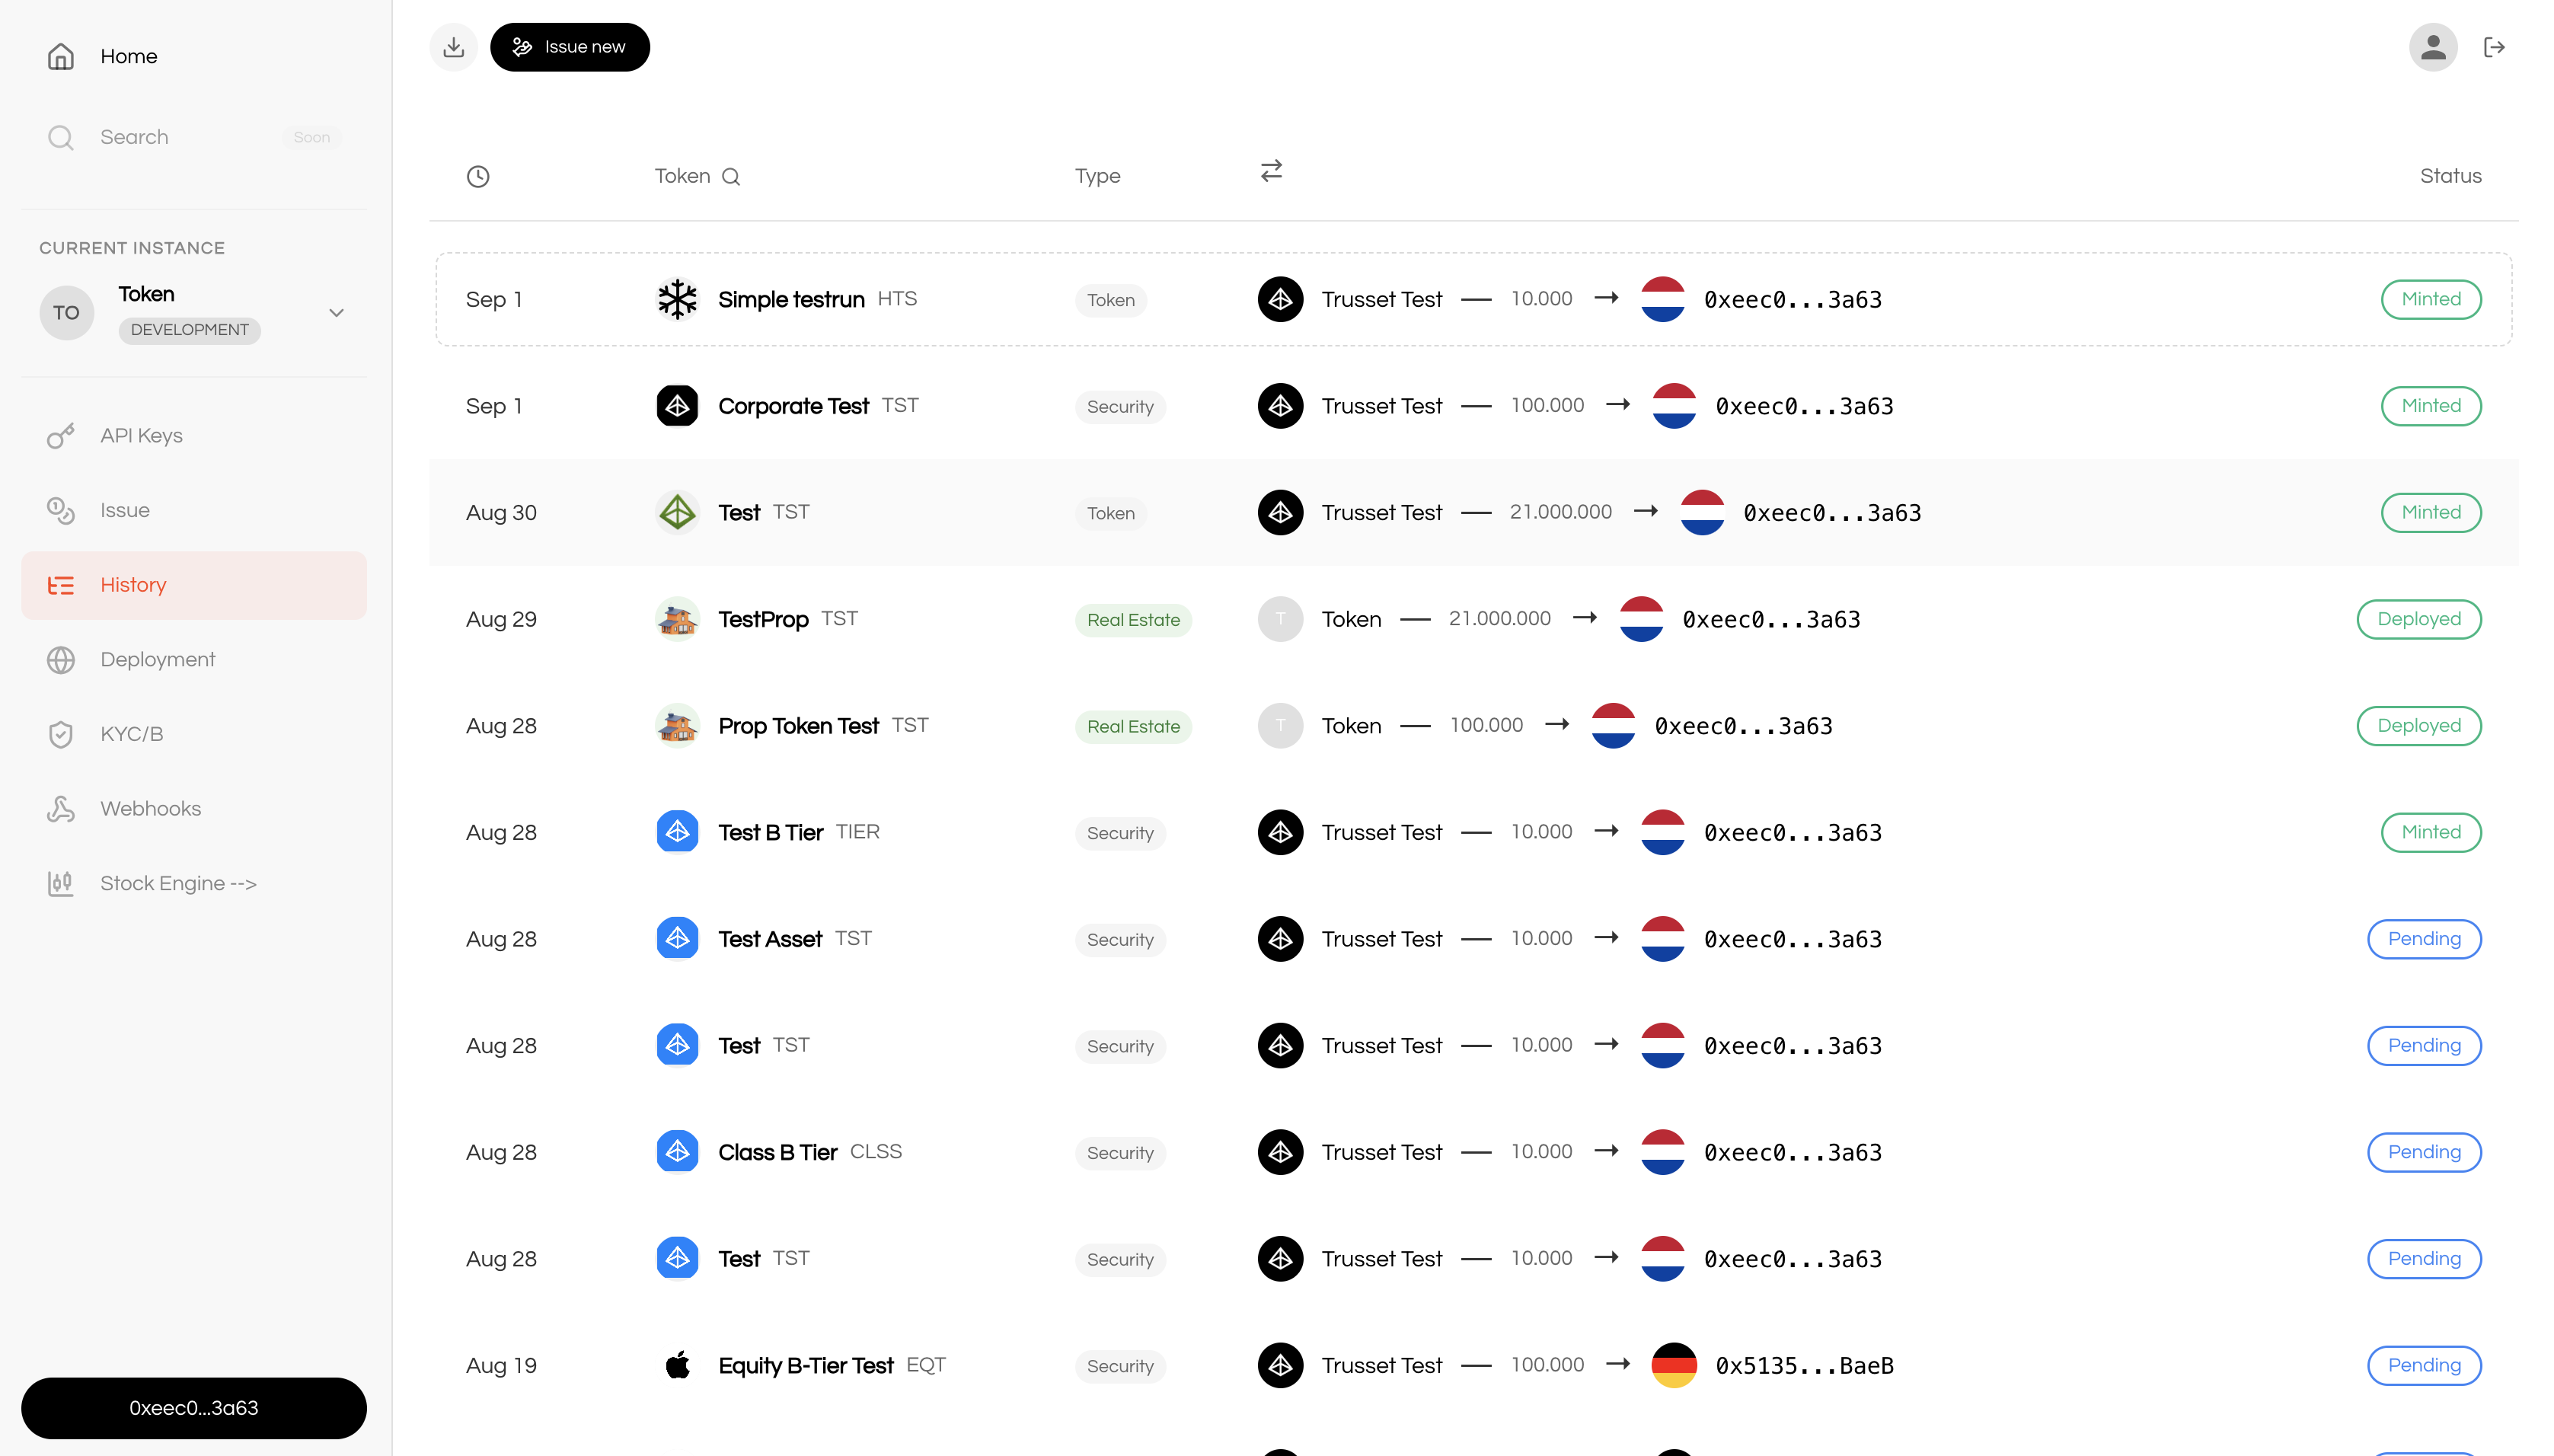 Home
Search Soon
CURRENT INSTANCE
TO Token
DEVELOPMENT
API Keys
Issue
History
Deployment
KYC/B
Webhooks
Stock Engine -->
0xeec0...3a63
Issue new
Token Type Status
Sep 1 Simple testrun HTS Token Trusset Test — 10.000 → 0xeec0...3a63 Minted
Sep 1 Corporate Test TST Security Trusset Test — 100.000 → 0xeec0...3a63 Minted
Aug 30 Test TST Token Trusset Test — 21.000.000 → 0xeec0...3a63 Minted
Aug 29 TestProp TST Real Estate T Token — 21.000.000 → 0xeec0...3a63 Deployed
Aug 28 Prop Token Test TST Real Estate T Token — 100.000 → 0xeec0...3a63 Deployed
Aug 28 Test B Tier TIER Security Trusset Test — 10.000 → 0xeec0...3a63 Minted
Aug 28 Test Asset TST Security Trusset Test — 10.000 → 0xeec0...3a63 Pending
Aug 28 Test TST Security Trusset Test — 10.000 → 0xeec0...3a63 Pending
Aug 28 Class B Tier CLSS Security Trusset Test — 10.000 → 0xeec0...3a63 Pending
Aug 28 Test TST Security Trusset Test — 10.000 → 0xeec0...3a63 Pending
Aug 19 Equity B-Tier Test EQT Security Trusset Test — 100.000 → 0x5135...BaeB Pending